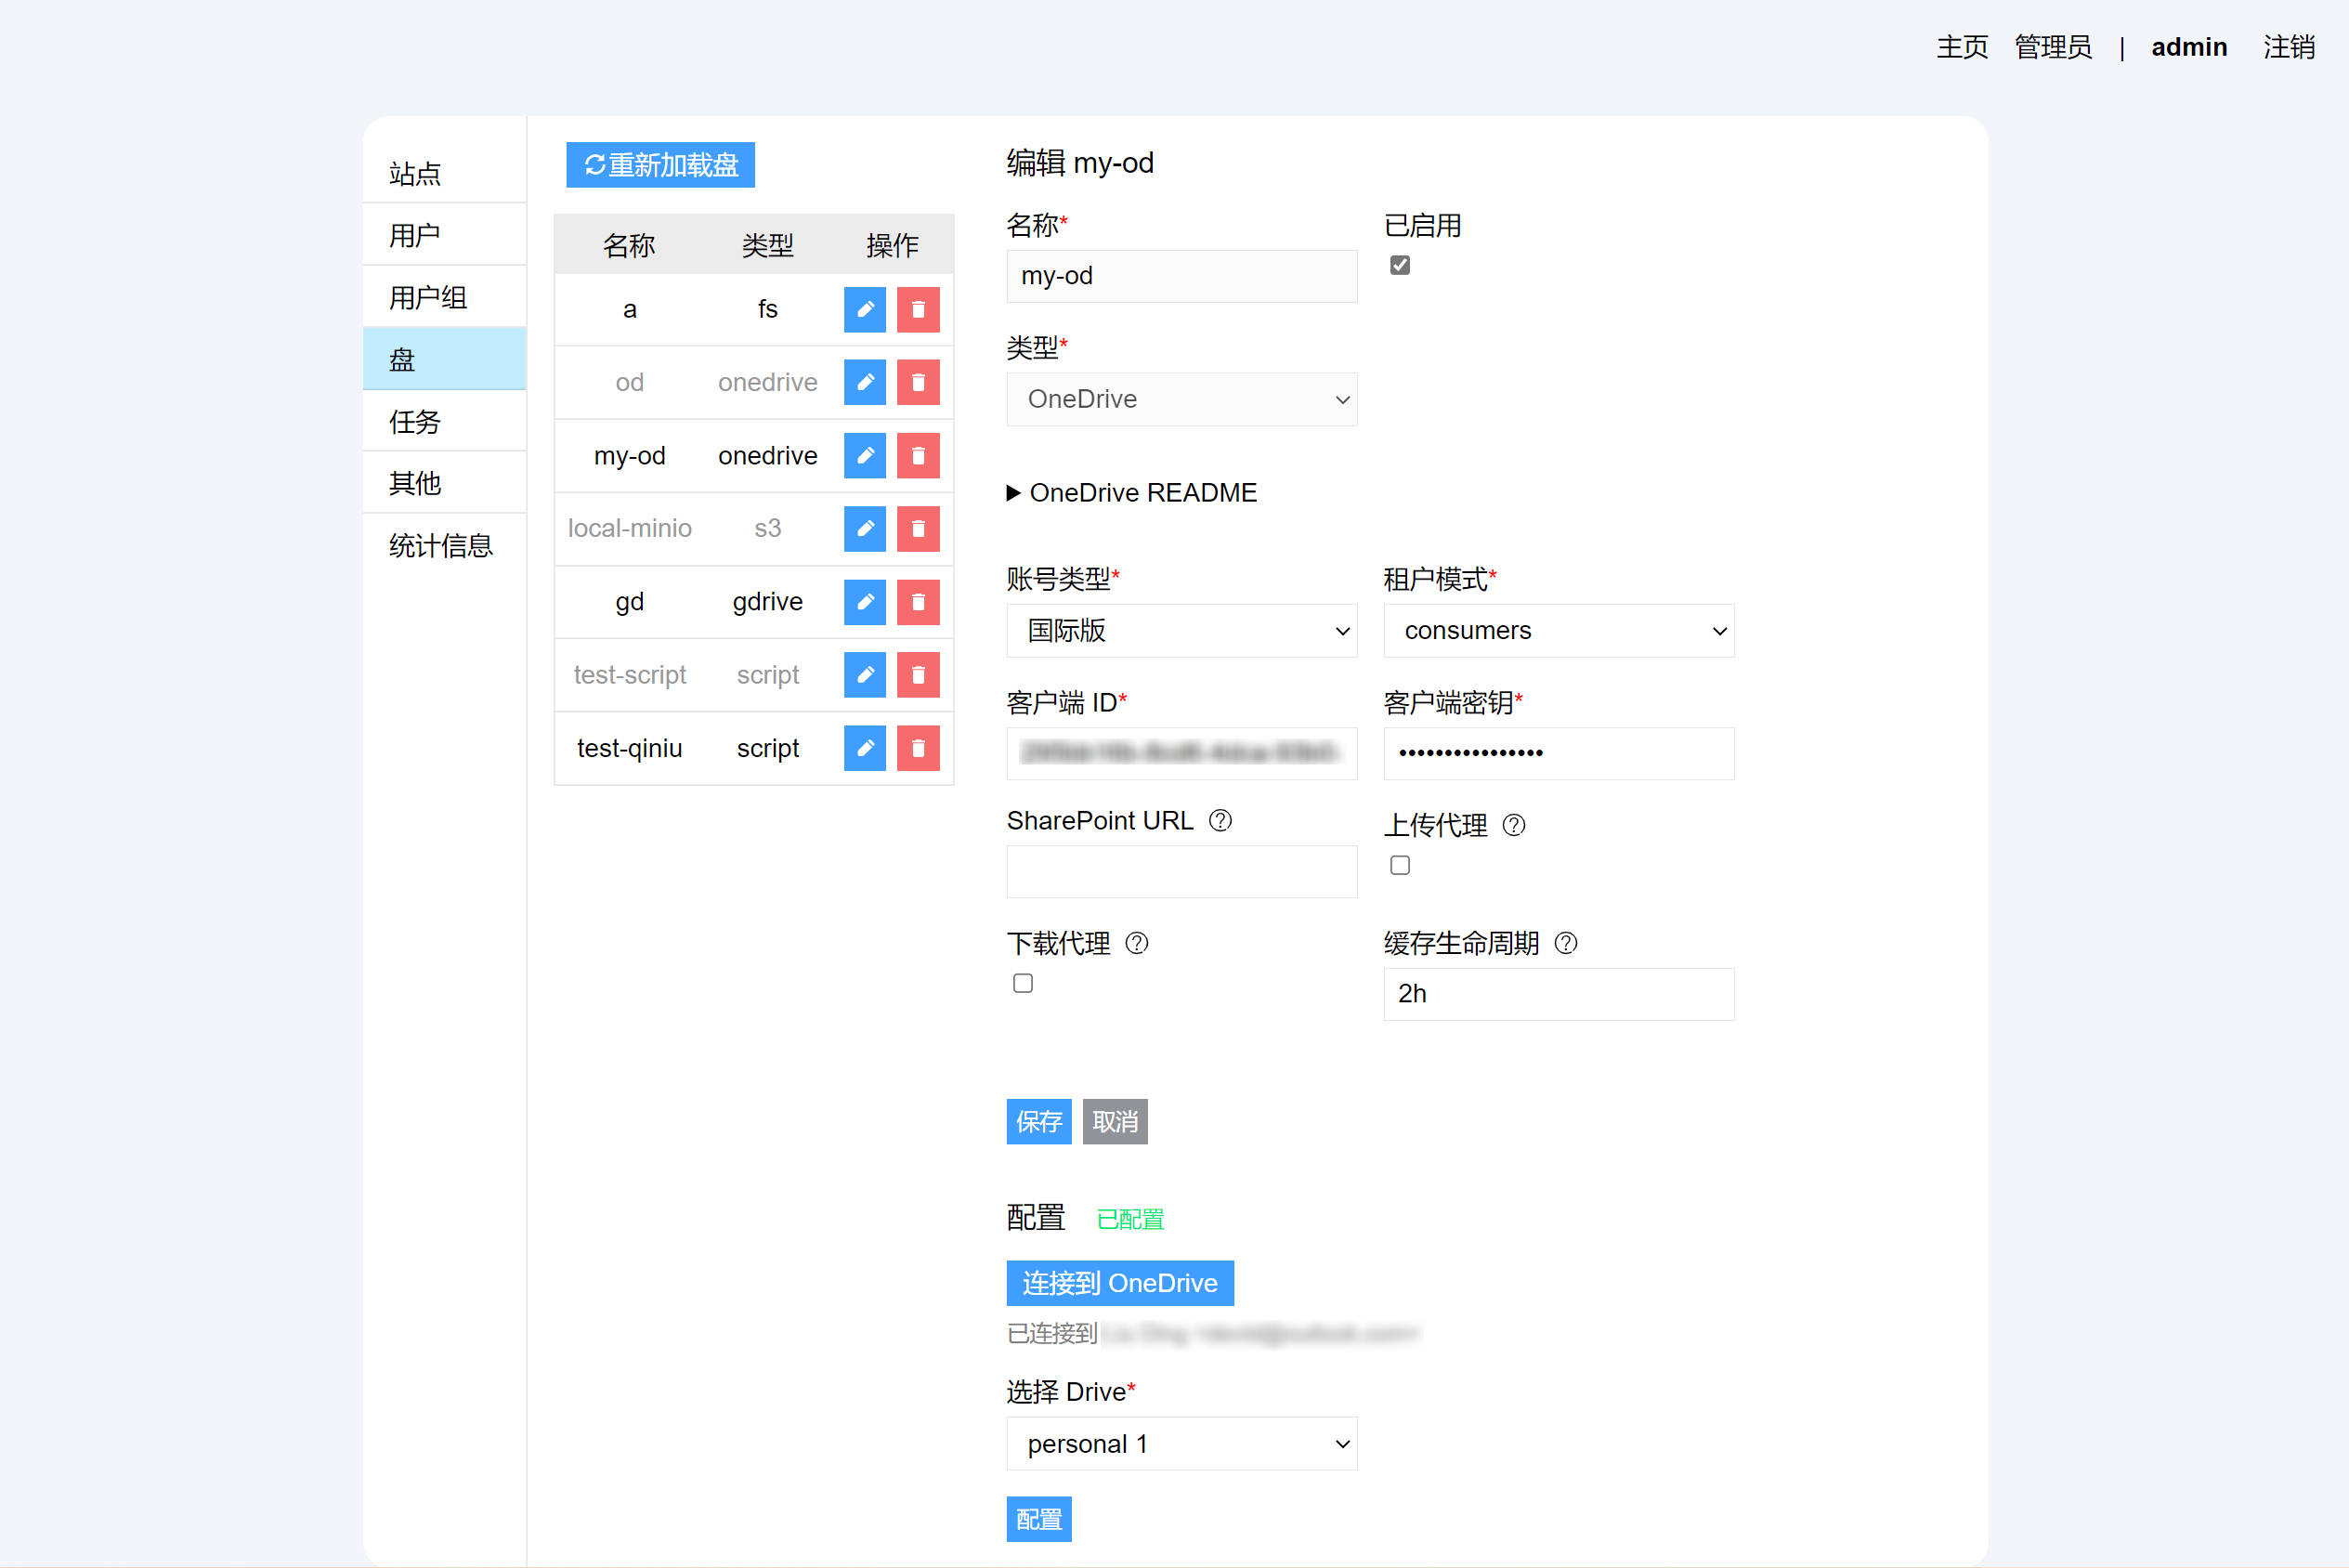 主页 管理员 | admin 注销
站点
用户
用户组
盘
任务
其他
统计信息
重新加载盘
名称 类型 操作
a fs
od onedrive
my-od onedrive
local-minio s3
gd gdrive
test-script script
test-qiniu script
编辑 my-od
名称* 已启用
my-od
类型*
OneDrive
OneDrive README
账号类型* 租户模式*
国际版 consumers
客户端 ID* 客户端密钥*
••••••••••••••••
SharePoint URL 上传代理
下载代理 缓存生命周期
2h
保存 取消
配置 已配置
连接到 OneDrive
已连接到
选择 Drive*
personal 1
配置